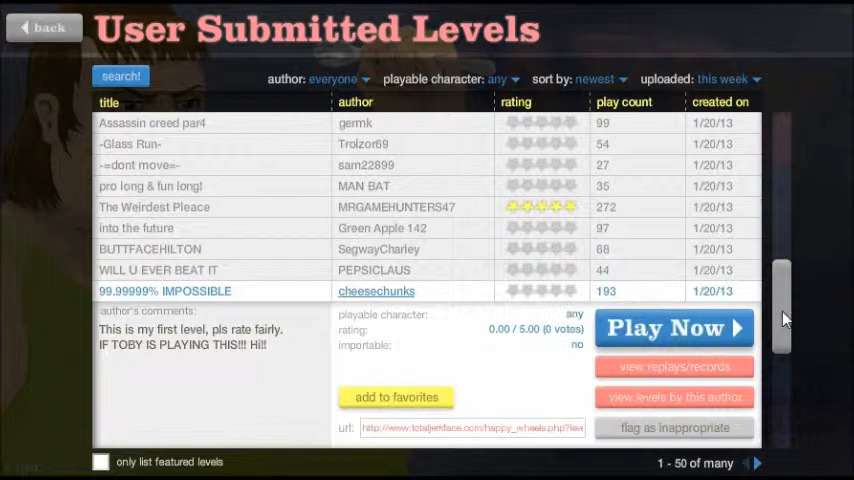 back
User Submitted Levels
search!
author: everyone playable character: any sort by: newest uploaded: this week
title author rating play count created on
Assassin creed par4 germk 99 1/20/13
-Glass Run- Trolzor69 54 1/20/13
-=dont move=- sam22899 27 1/20/13
pro long & fun long! MAN BAT 35 1/20/13
The Weirdest Pleace MRGAMEHUNTERS47 272 1/20/13
into the future Green Apple 142 97 1/20/13
BUTTFACEHILTON SegwayCharley 68 1/20/13
WILL U EVER BEAT IT PEPSICLAUS 44 1/20/13
99.99999% IMPOSSIBLE cheesechunks 193 1/20/13
author's comments:
This is my first level, pls rate fairly.
IF TOBY IS PLAYING THIS!!! Hi!!
playable character: any
rating: 0.00 / 5.00 (0 votes)
importable: no
Play Now
view replays/records
add to favorites
view levels by this author
url: http://www.totaljerkface.com/happy_wheels.php?leve
flag as inappropriate
only list featured levels
1 - 50 of many